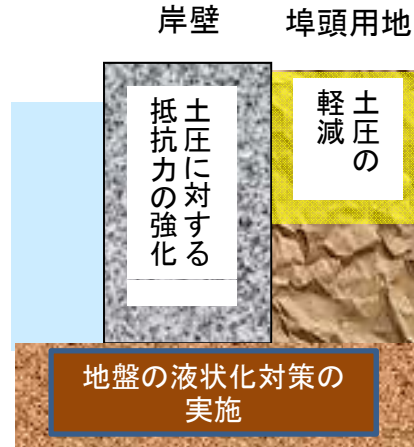 岸壁
埠頭用地
土圧に対する
抵抗力の強化
土圧の
軽減
地盤の液状化対策の
実施